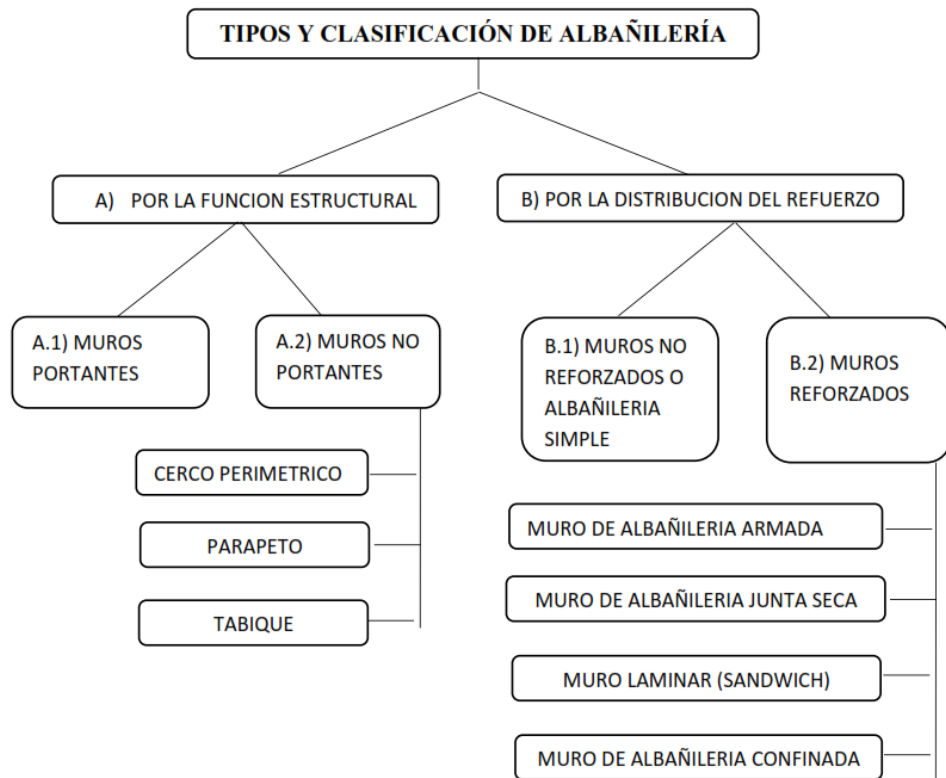 TIPOS Y CLASIFICACIÓN DE ALBAÑILERÍA
A) POR LA FUNCION ESTRUCTURAL
B) POR LA DISTRIBUCION DEL REFUERZO
A.1) MUROS
PORTANTES
A.2) MUROS NO
PORTANTES
B.1) MUROS NO
REFORZADOS O
ALBAÑILERIA
SIMPLE
B.2) MUROS
REFORZADOS
CERCO PERIMETRICO
PARAPETO
TABIQUE
MURO DE ALBAÑILERIA ARMADA
MURO DE ALBAÑILERIA JUNTA SECA
MURO LAMINAR (SANDWICH)
MURO DE ALBAÑILERIA CONFINADA